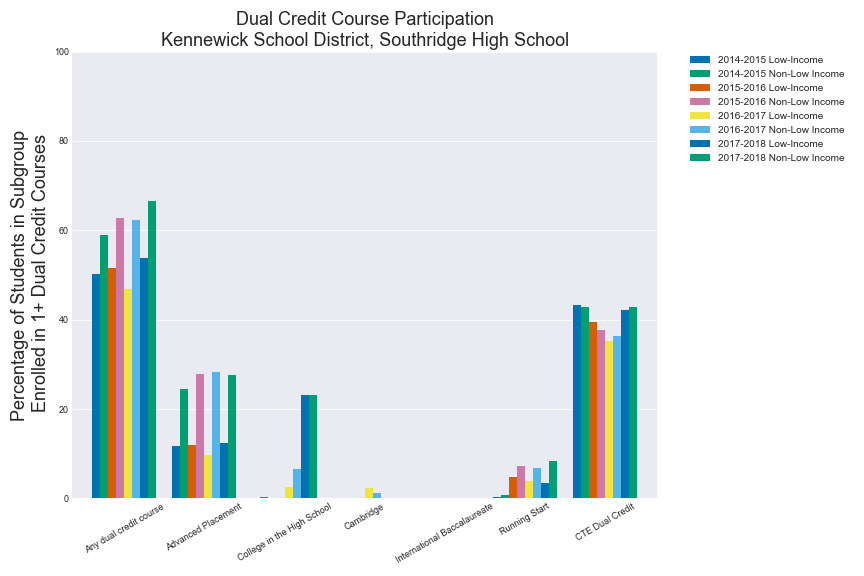 Dual Credit Course Participation
Kennewick School District, Southridge High School
Percentage of Students in Subgroup
Enrolled in 1+ Dual Credit Courses
100
80
60
40
20
0
Any dual credit course
Advanced Placement
College in the High School
Cambridge
International Baccalaureate
Running Start
CTE Dual Credit
2014-2015 Low-Income
2014-2015 Non-Low Income
2015-2016 Low-Income
2015-2016 Non-Low Income
2016-2017 Low-Income
2016-2017 Non-Low Income
2017-2018 Low-Income
2017-2018 Non-Low Income